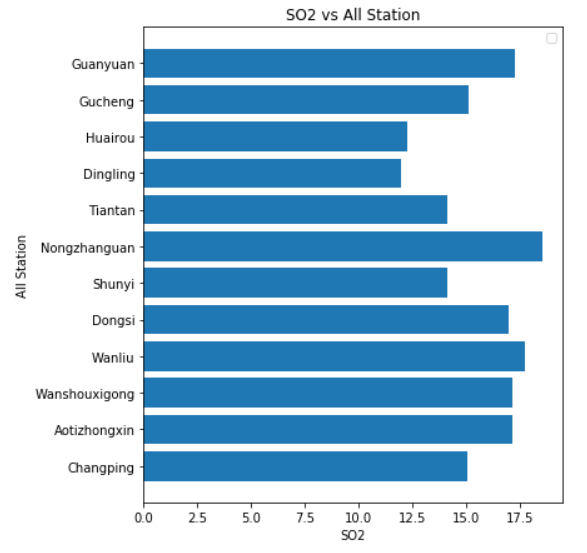 SO2 vs All Station
Guanyuan
Gucheng
Huairou
Dingling
Tiantan
Nongzhanguan
Shunyi
Dongsi
Wanliu
Wanshouxigong
Aotizhongxin
Changping
All Station
0.0 2.5 5.0 7.5 10.0 12.5 15.0 17.5
SO2